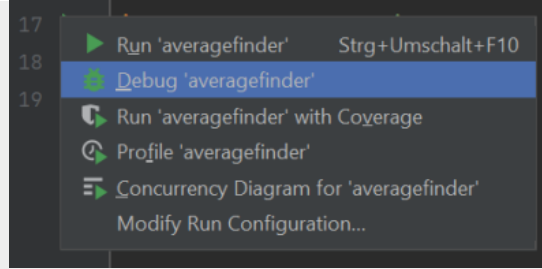 17
Run 'averagefinder' Strg+Umschalt+F10
18
Debug 'averagefinder'
19
Run 'averagefinder' with Coverage
Profile 'averagefinder'
Concurrency Diagram for 'averagefinder'
Modify Run Configuration...